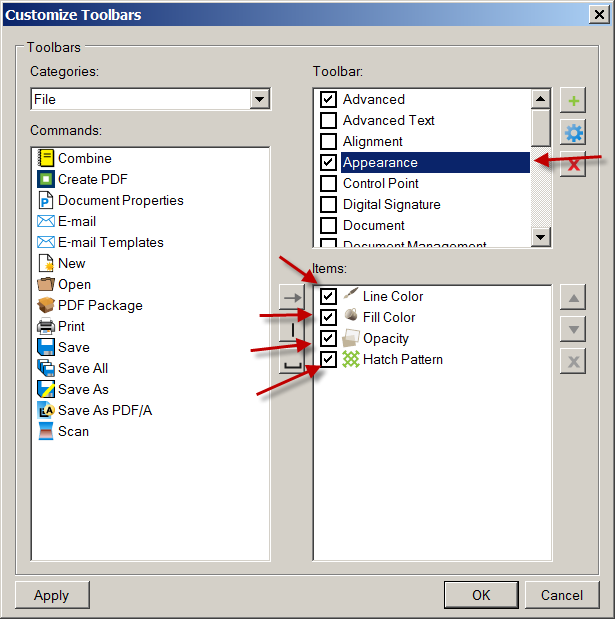 Customize Toolbars
Toolbars
Categories:
File
Commands:
Combine
Create PDF
Document Properties
E-mail
E-mail Templates
New
Open
PDF Package
Print
Save
Save All
Save As
Save As PDF/A
Scan
Toolbar:
Advanced
Advanced Text
Alignment
Appearance
Control Point
Digital Signature
Document
Document Management
Items:
Line Color
Fill Color
Opacity
Hatch Pattern
Apply
OK
Cancel